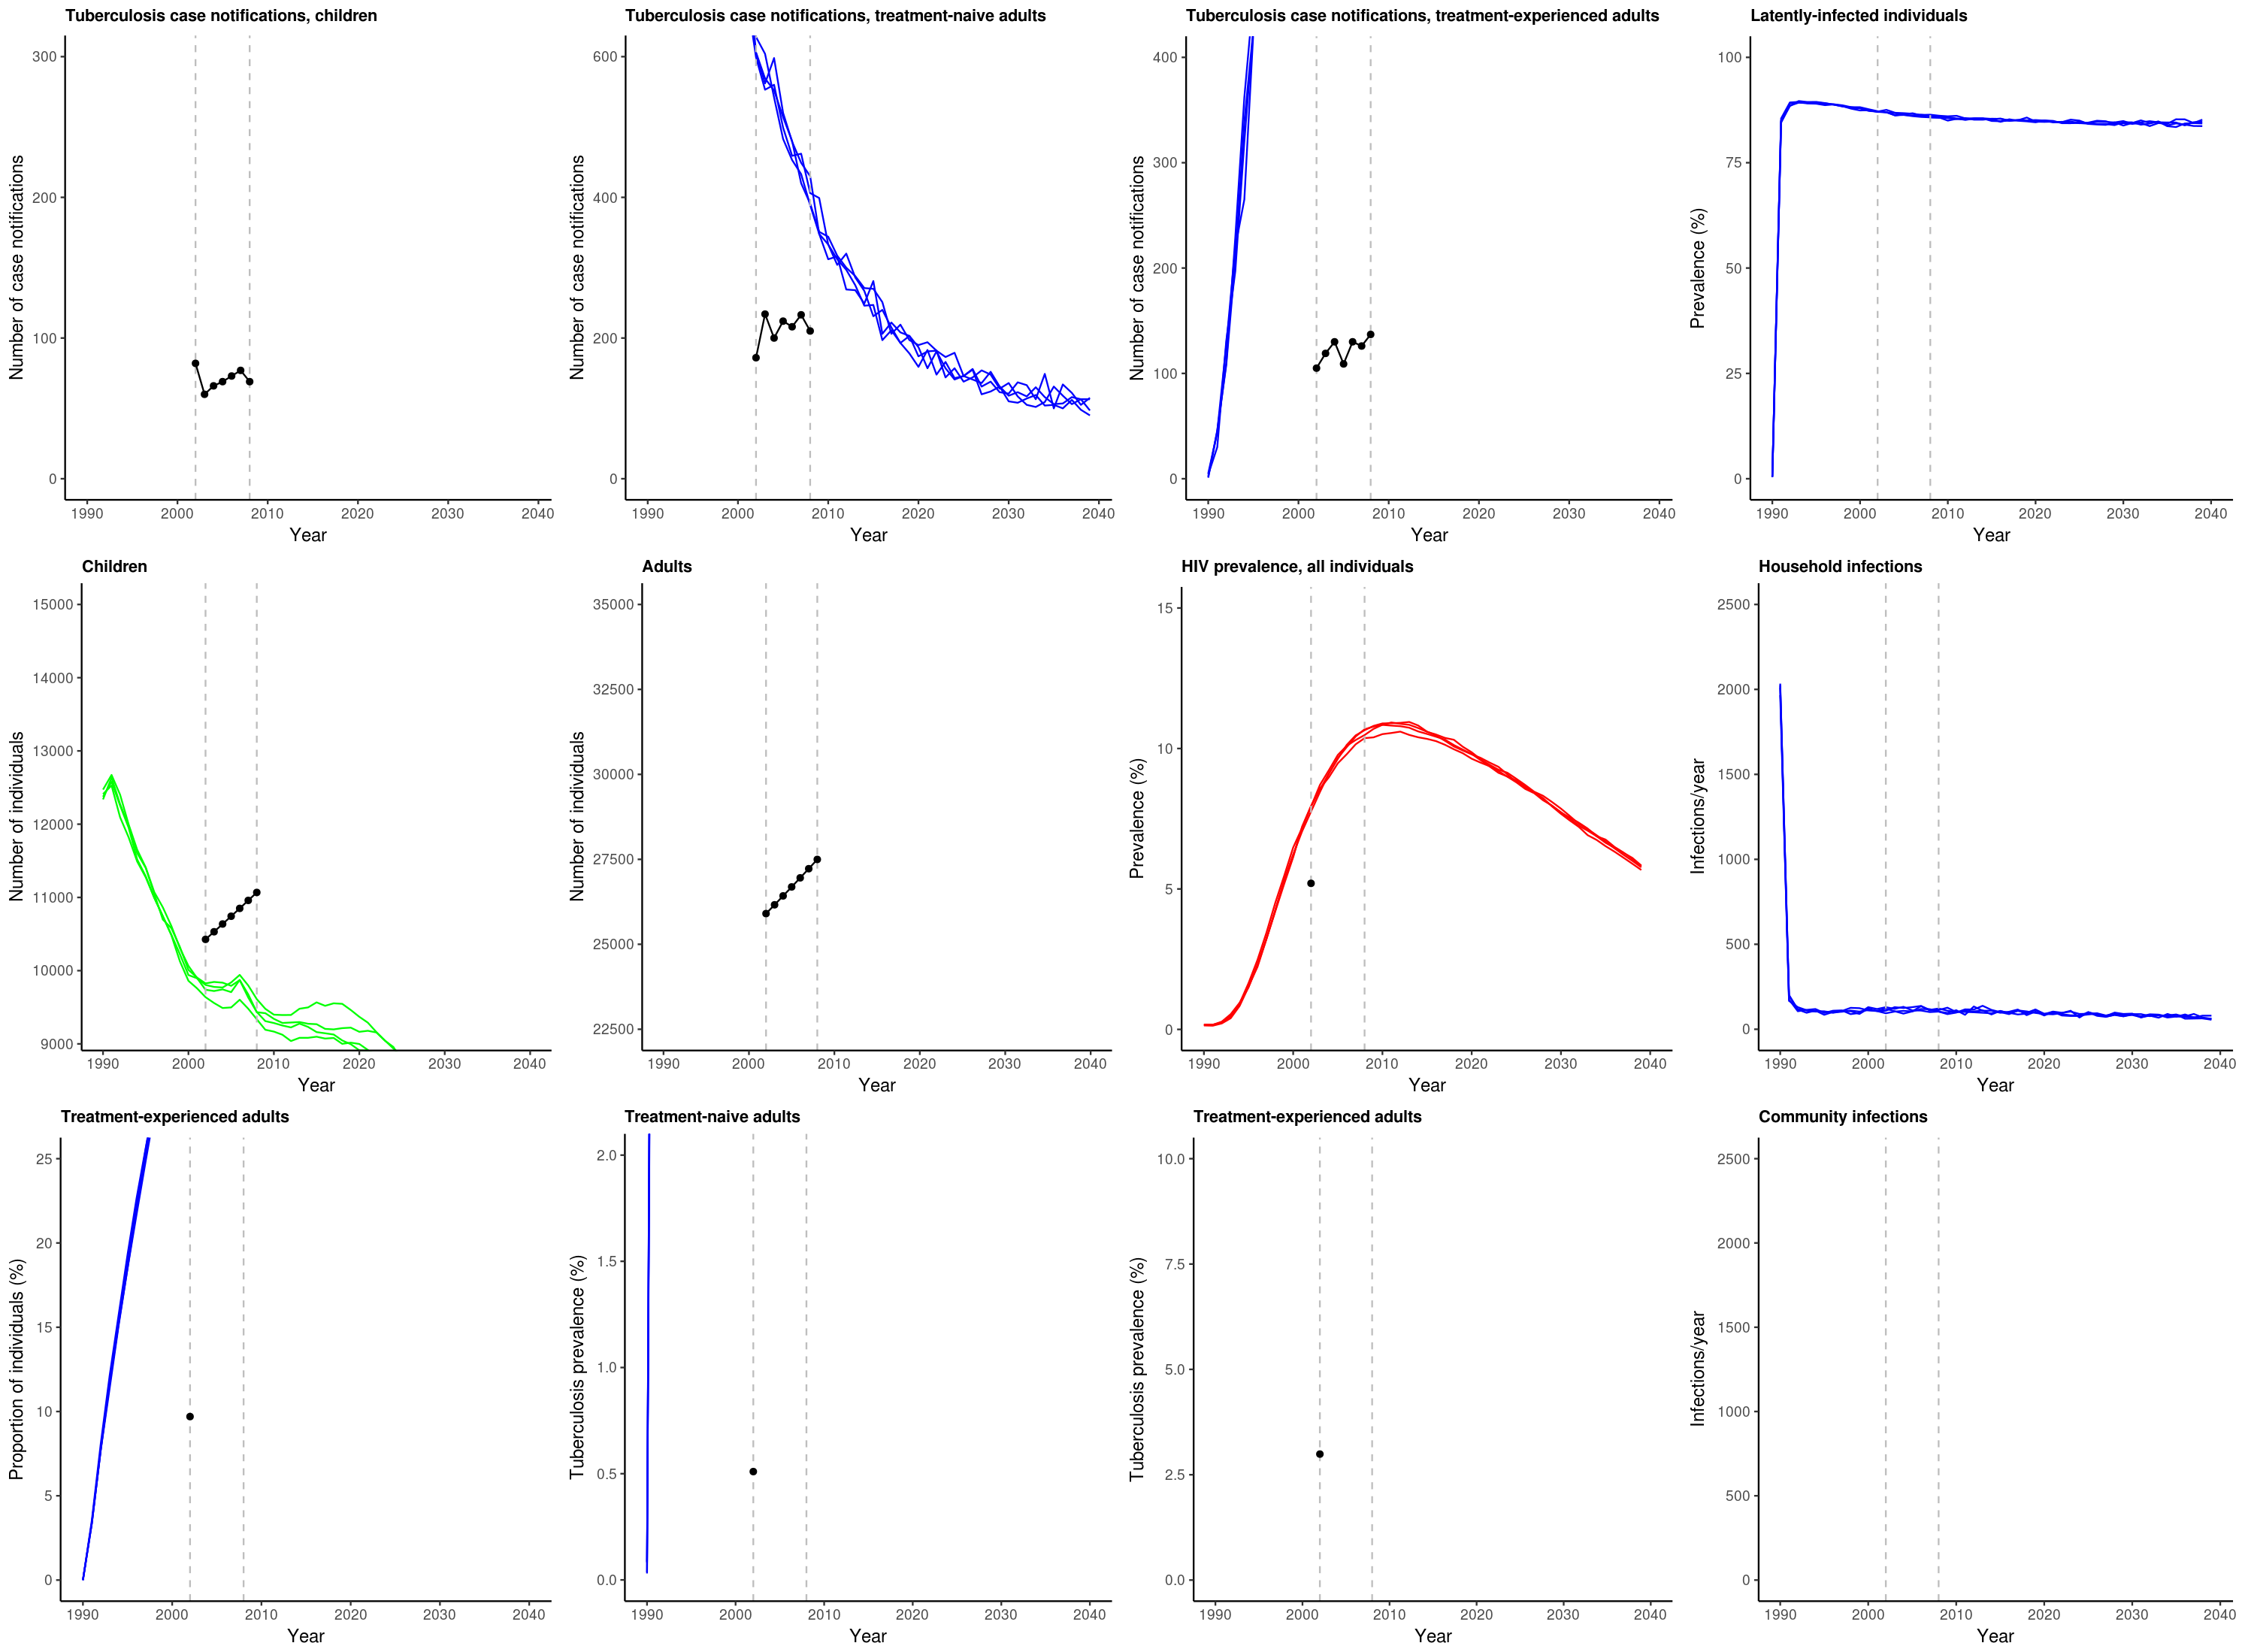 Tuberculosis case notifications, children
Number of case notifications
300
200
100
0
1990 2000 2010 2020 2030 2040
Year
Tuberculosis case notifications, treatment-naive adults
Number of case notifications
600
400
200
0
1990 2000 2010 2020 2030 2040
Year
Tuberculosis case notifications, treatment-experienced adults
Number of case notifications
400
300
200
100
0
1990 2000 2010 2020 2030 2040
Year
Latently-infected individuals
Prevalence (%)
100
75
50
25
0
1990 2000 2010 2020 2030 2040
Year
Children
Number of individuals
15000
14000
13000
12000
11000
10000
9000
1990 2000 2010 2020 2030 2040
Year
Adults
Number of individuals
35000
32500
30000
27500
25000
22500
1990 2000 2010 2020 2030 2040
Year
HIV prevalence, all individuals
Prevalence (%)
15
10
5
0
1990 2000 2010 2020 2030 2040
Year
Household infections
Infections/year
2500
2000
1500
1000
500
0
1990 2000 2010 2020 2030 2040
Year
Treatment-experienced adults
Proportion of individuals (%)
25
20
15
10
5
0
1990 2000 2010 2020 2030 2040
Year
Treatment-naive adults
Tuberculosis prevalence (%)
2.0
1.5
1.0
0.5
0.0
1990 2000 2010 2020 2030 2040
Year
Treatment-experienced adults
Tuberculosis prevalence (%)
10.0
7.5
5.0
2.5
0.0
1990 2000 2010 2020 2030 2040
Year
Community infections
Infections/year
2500
2000
1500
1000
500
0
1990 2000 2010 2020 2030 2040
Year